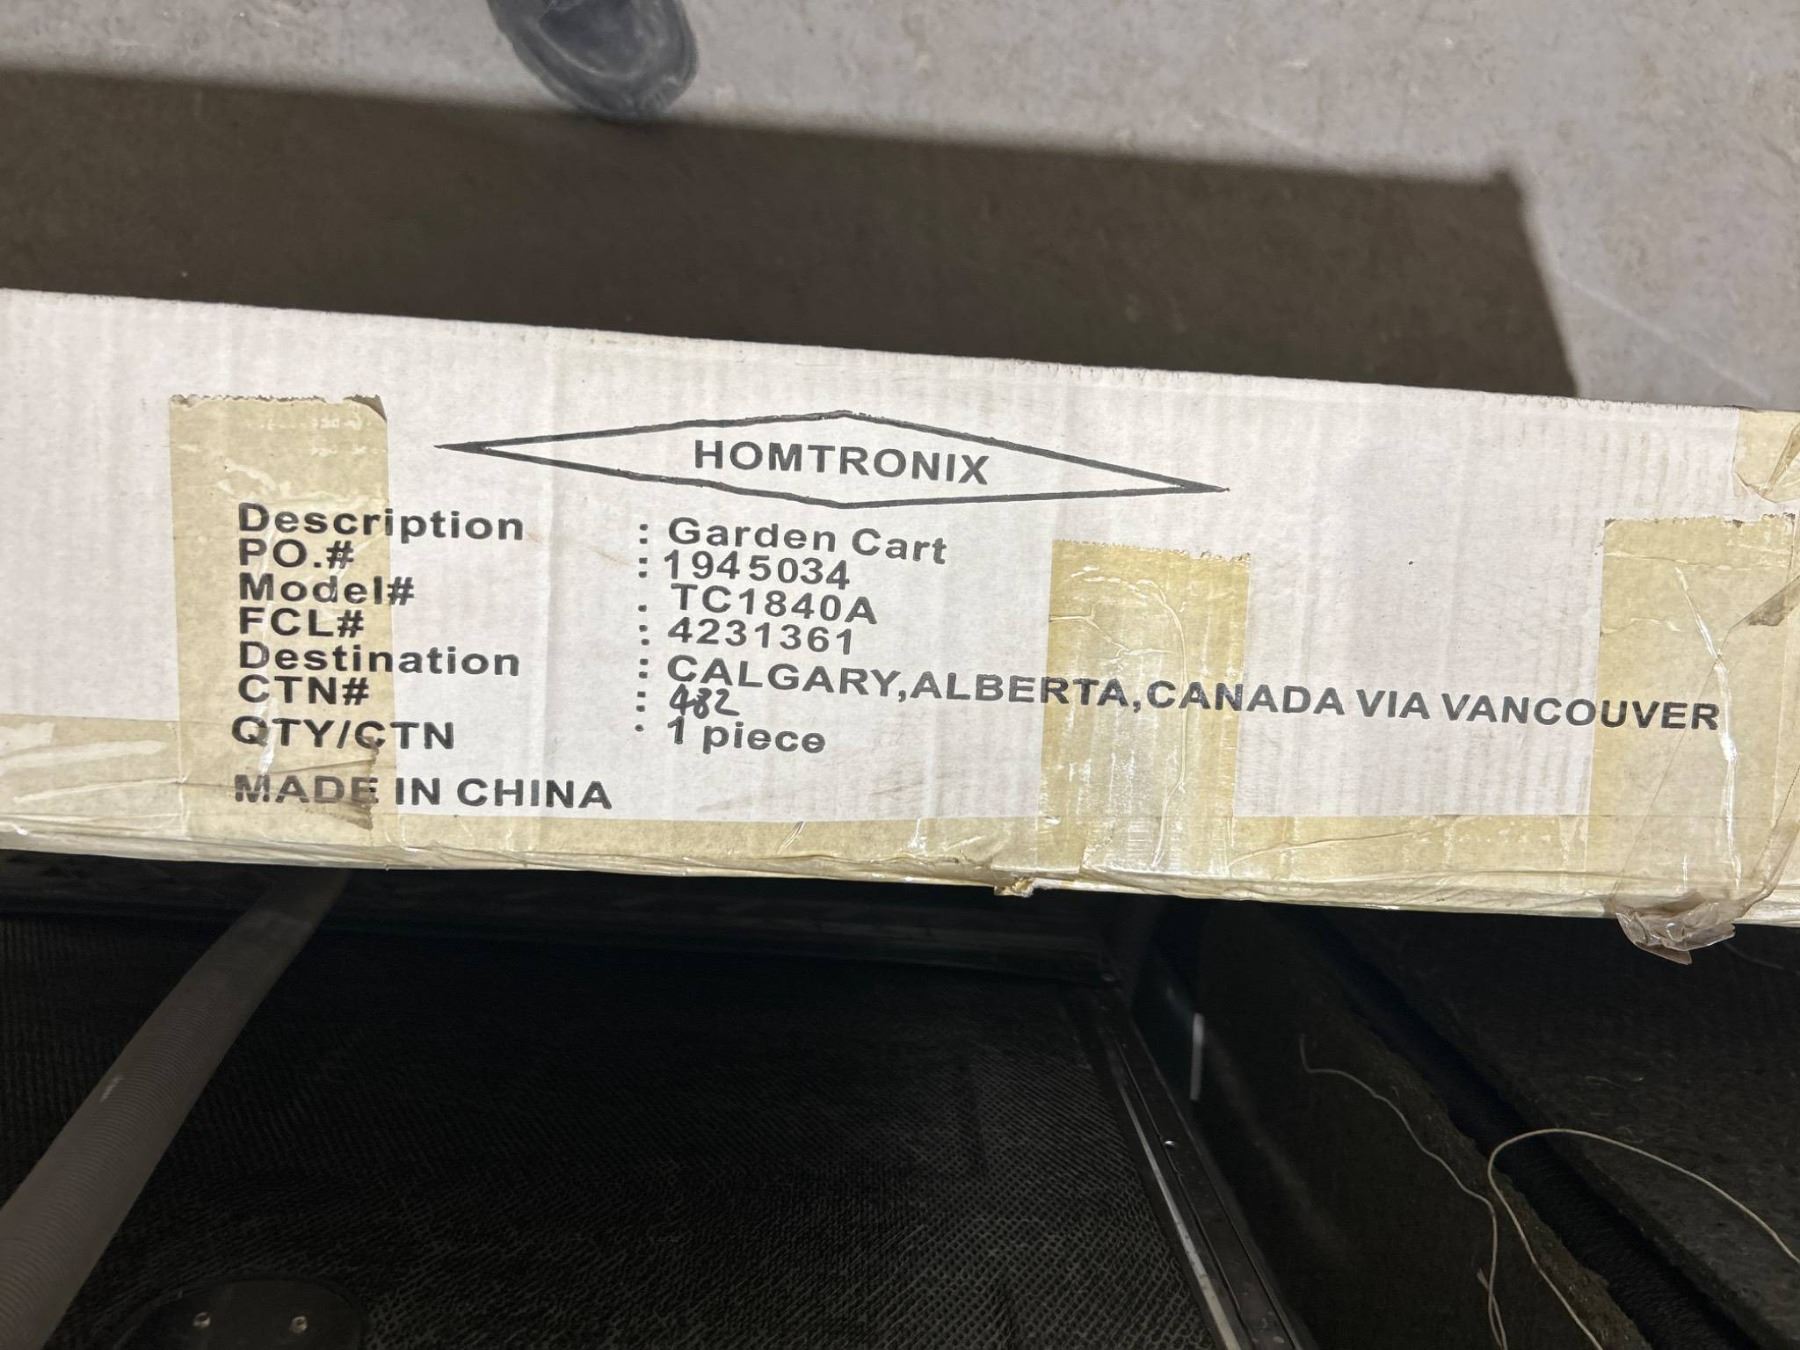 HOMTRONIX
Description : Garden Cart
PO.# : 1945034
Model# : TC1840A
FCL# : 4231361
Destination : CALGARY,ALBERTA,CANADA VIA VANCOUVER
CTN# : 482
QTY/CTN : 1 piece
MADE IN CHINA